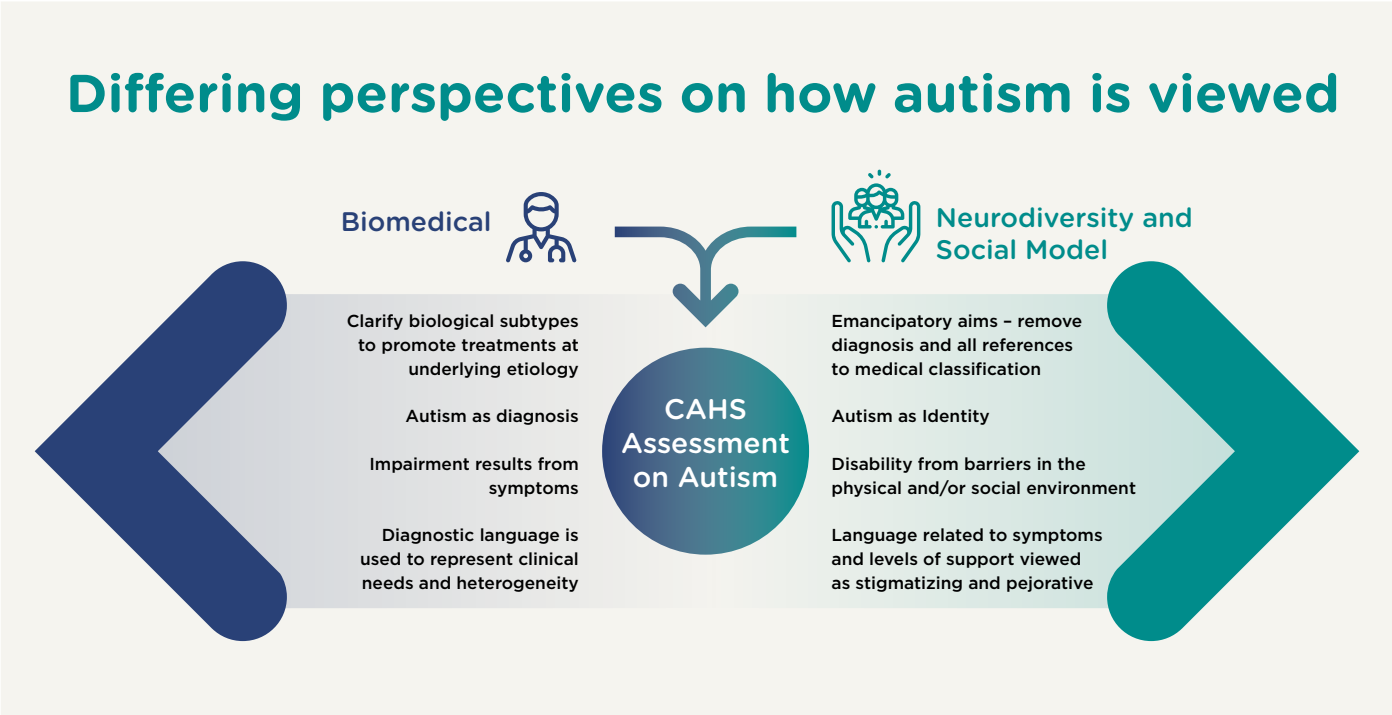 Differing perspectives on how autism is viewed
Biomedical
Clarify biological subtypes
to promote treatments at
underlying etiology
Autism as diagnosis
Impairment results from
symptoms
Diagnostic language is
used to represent clinical
needs and heterogeneity
CAHS
Assessment
on Autism
Neurodiversity and
Social Model
Emancipatory aims – remove
diagnosis and all references
to medical classification
Autism as Identity
Disability from barriers in the
physical and/or social environment
Language related to symptoms
and levels of support viewed
as stigmatizing and pejorative